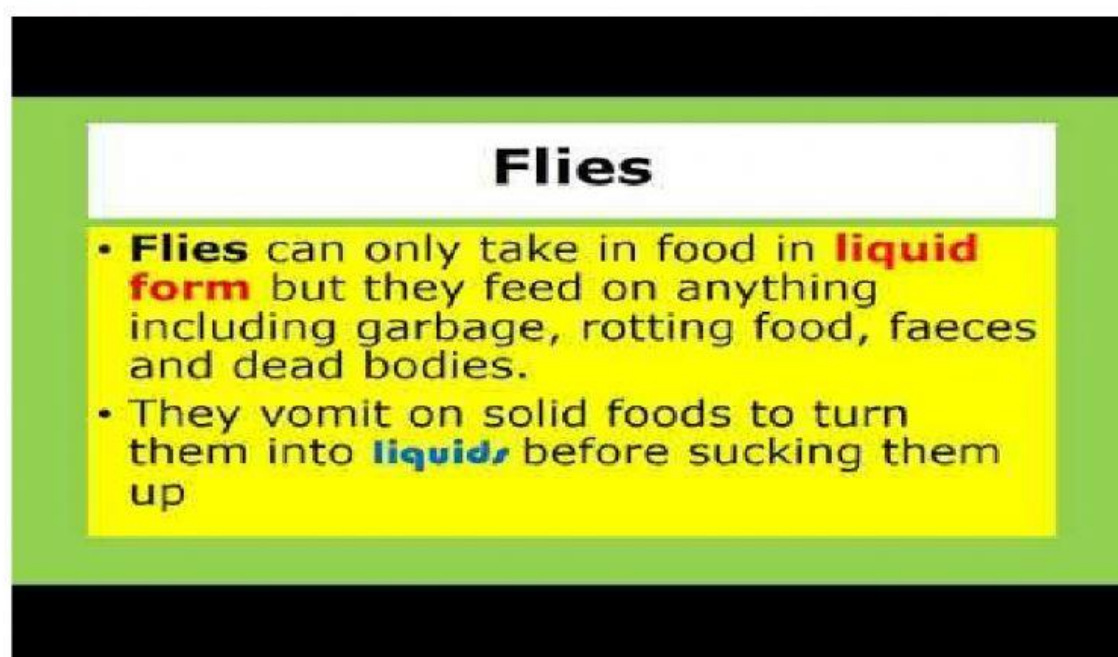 Flies
• Flies can only take in food in liquid
form but they feed on anything
including garbage, rotting food, faeces
and dead bodies.
• They vomit on solid foods to turn
them into liquids before sucking them
up